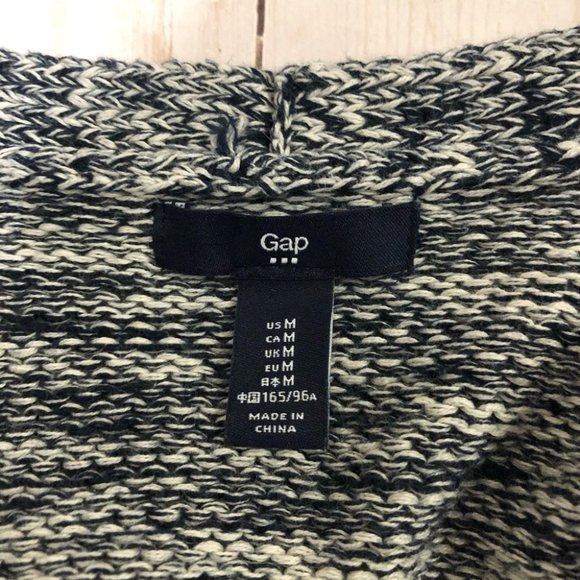 Gap
US M
CA M
UK M
EU M
日本 M
中国 165/96A
MADE IN
CHINA